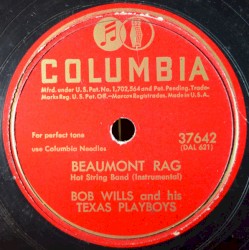 COLUMBIA
Mfd. under U.S. Pat. No. 1,702,564 and Pat. Pending. Trade
Marks Reg. U.S. Pat. Off.—Marcas Registradas. Made in U.S.A.
For perfect tone
use Columbia Needles
37642
(DAL 621)
BEAUMONT RAG
Hot String Band (Instrumental)
BOB WILLS and his
TEXAS PLAYBOYS